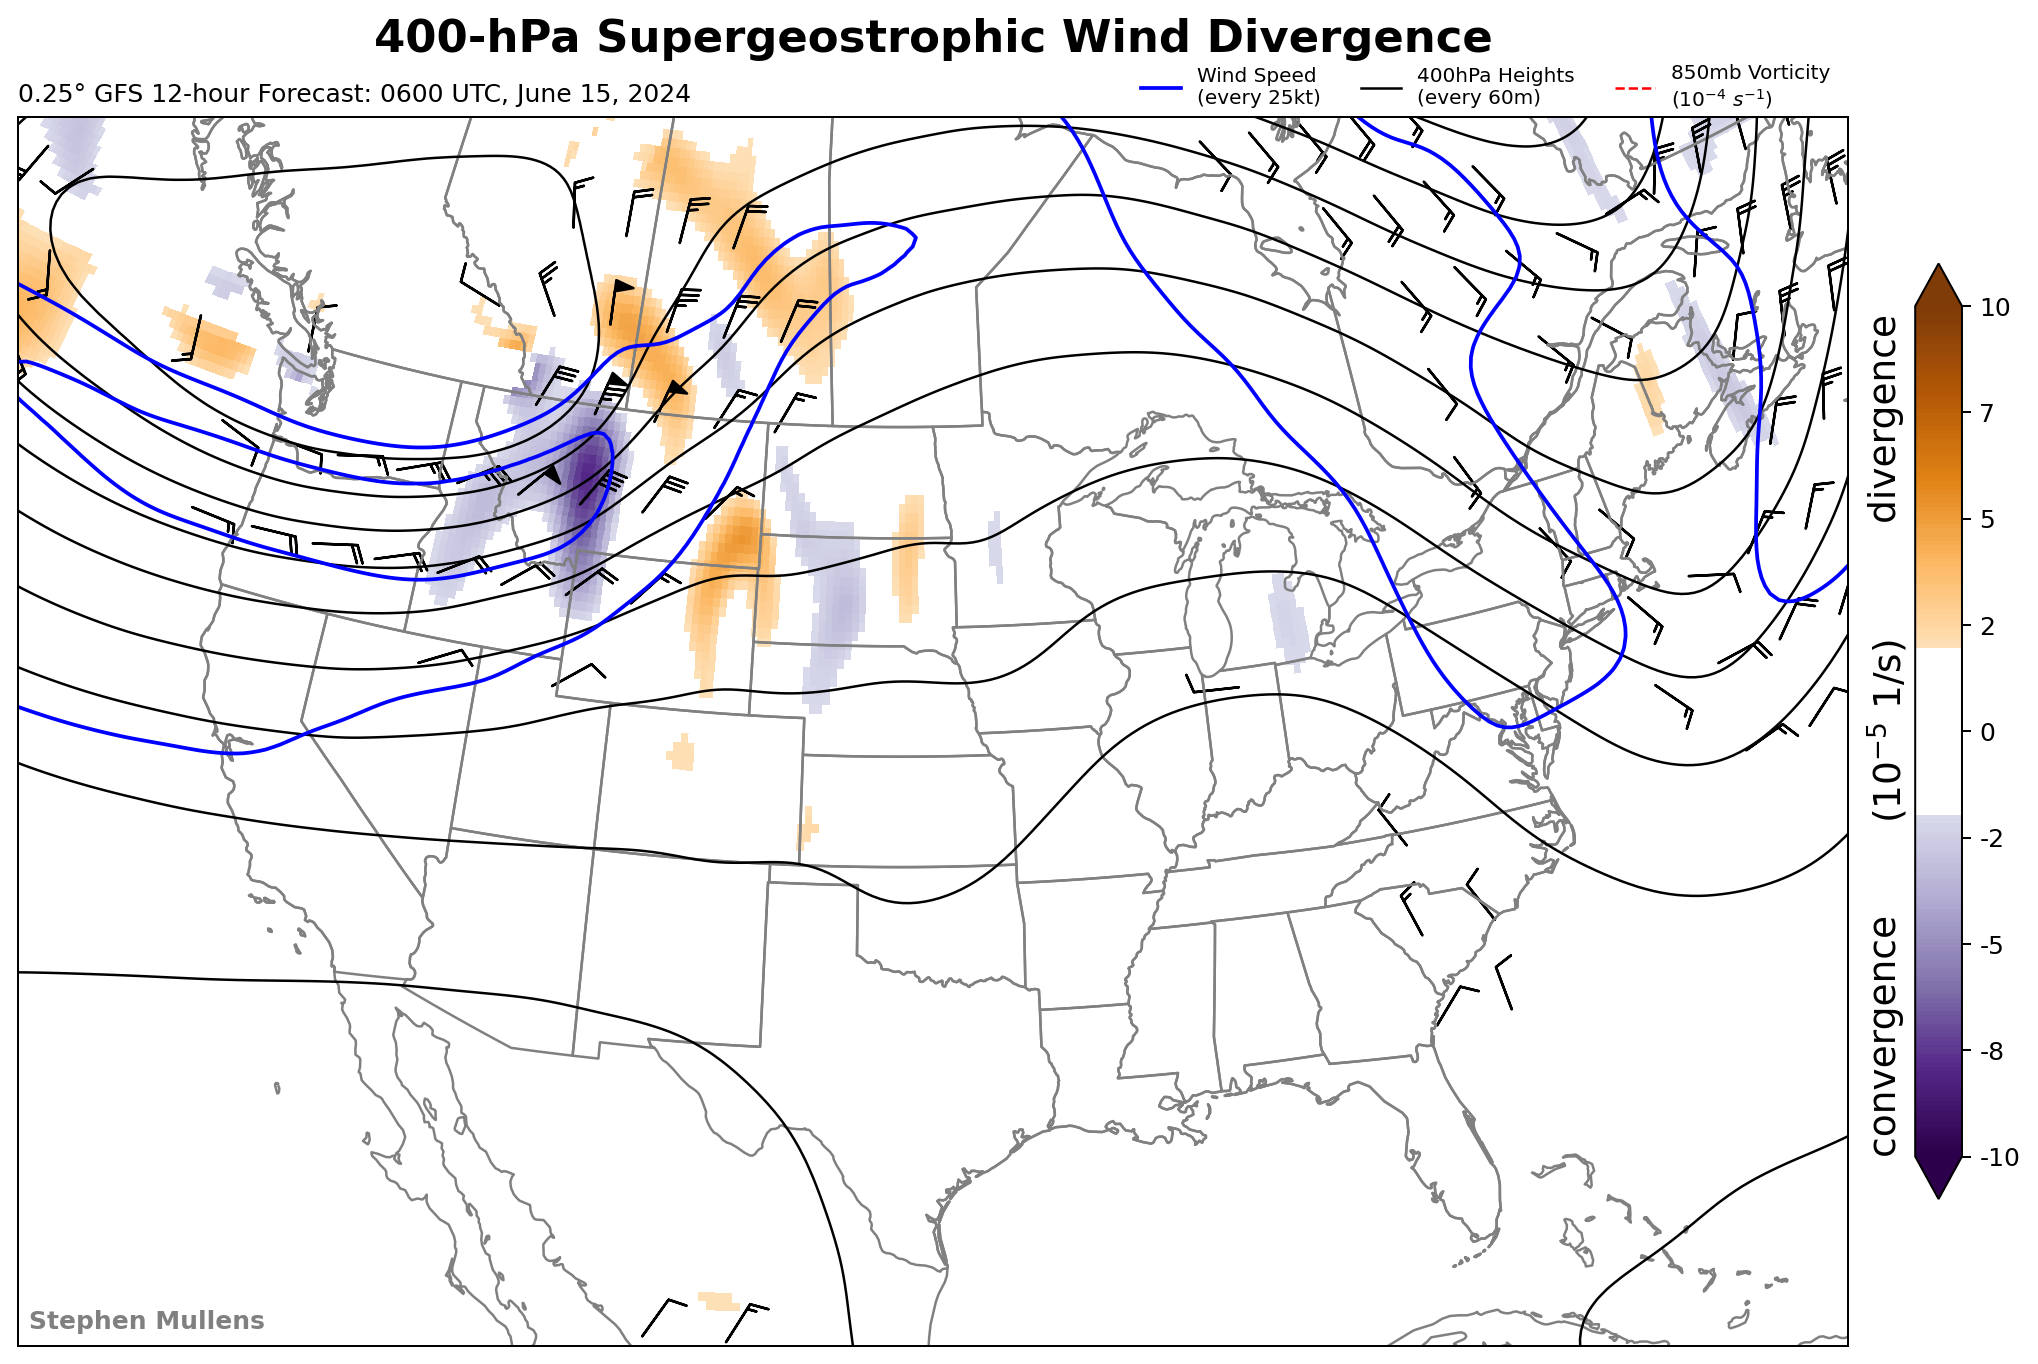 400-hPa Supergeostrophic Wind Divergence
0.25° GFS 12-hour Forecast: 0600 UTC, June 15, 2024
Wind Speed
(every 25kt)
400hPa Heights
(every 60m)
850mb Vorticity
(10⁻⁴ s⁻¹)
10
7
5
2
0
-2
-5
-8
-10
convergence (10⁻⁵ 1/s) divergence
Stephen Mullens